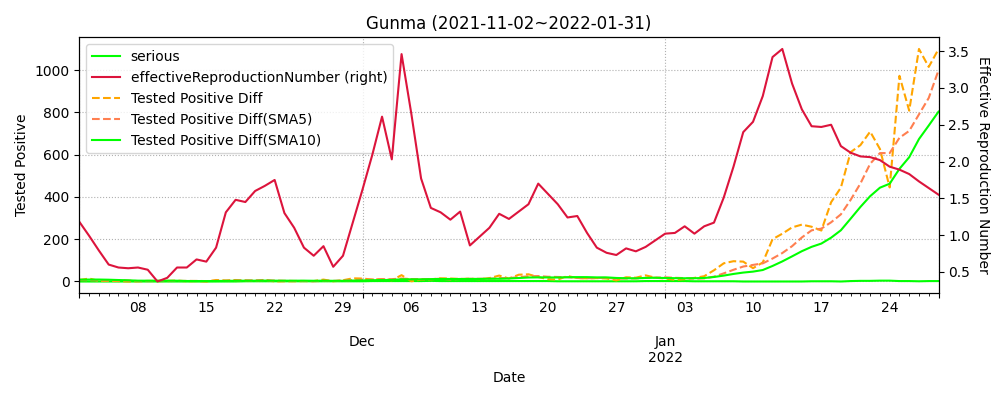 Gunma (2021-11-02~2022-01-31)
serious
effectiveReproductionNumber (right)
Tested Positive Diff
Tested Positive Diff(SMA5)
Tested Positive Diff(SMA10)
Tested Positive
1000
800
600
400
200
0
3.5
3.0
2.5
2.0
1.5
1.0
0.5
Effective Reproduction Number
08 15 22 29 06 13 20 27 03 10 17 24
Dec Jan
2022
Date